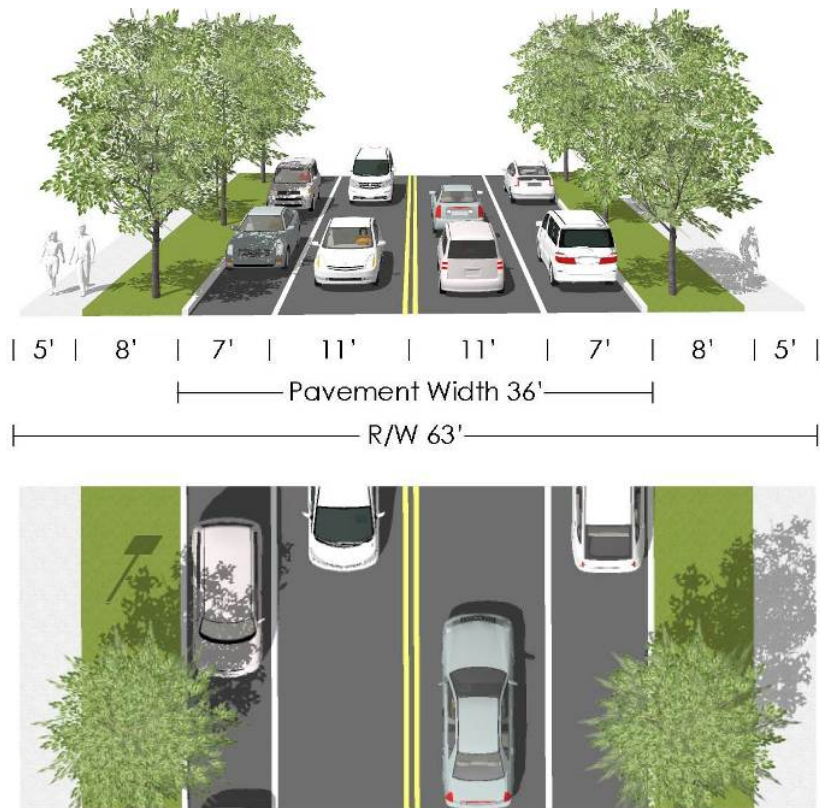 | 5' | 8' | 7' | 11' | 11' | 7' | 8' | 5' |
Pavement Width 36'
R/W 63'